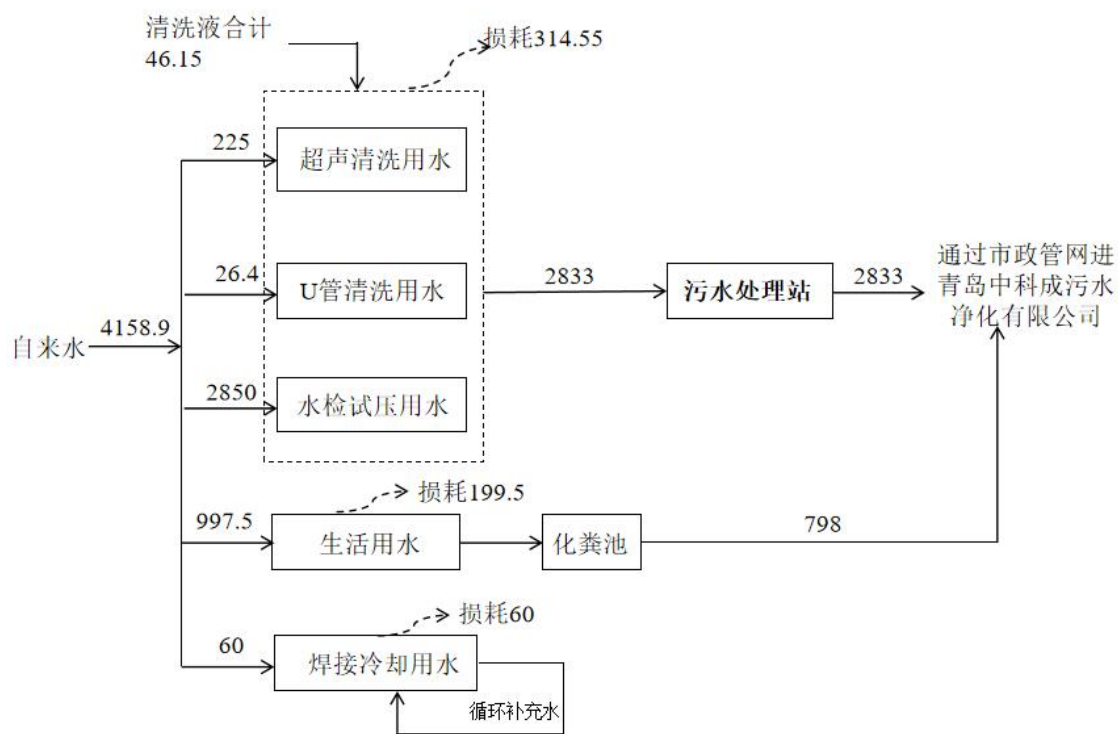 清洗液合计
46.15
损耗314.55
225
超声清洗用水
26.4
U管清洗用水
2833
污水处理站
2833
通过市政管网进
青岛中科成污水
净化有限公司
自来水
4158.9
2850
水检试压用水
损耗199.5
997.5
生活用水
化粪池
798
损耗60
60
焊接冷却用水
循环补充水